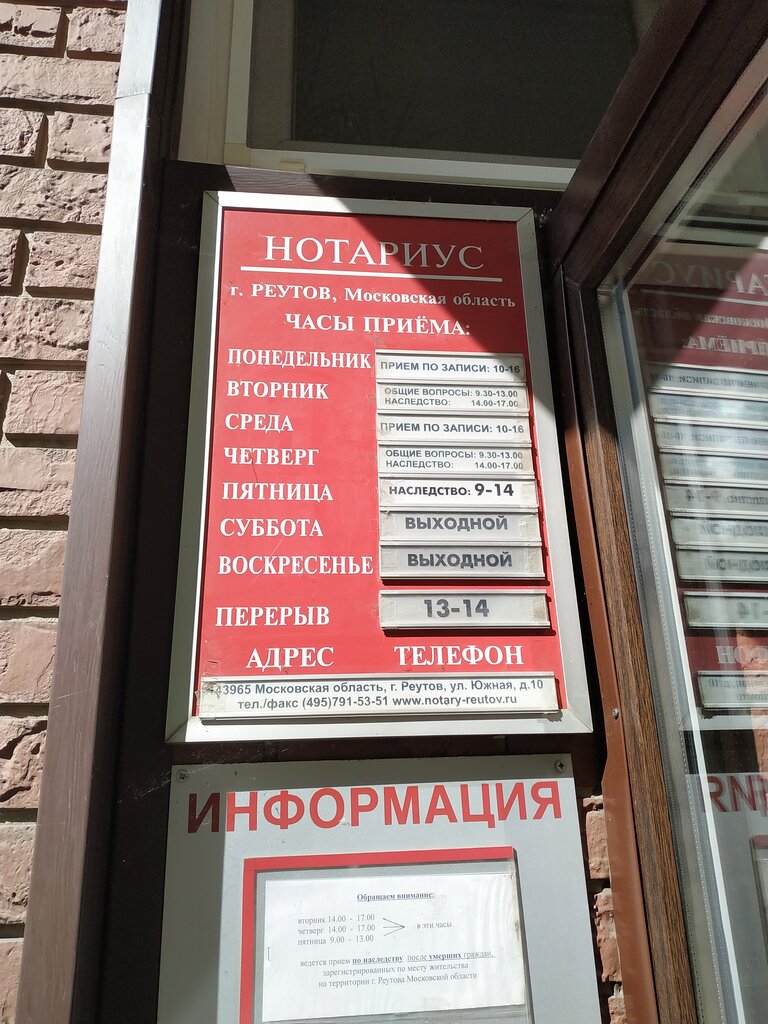 НОТАРИУС
г. РЕУТОВ, Московская область
ЧАСЫ ПРИЁМА:
ПОНЕДЕЛЬНИК ПРИЕМ ПО ЗАПИСИ: 10-16
ВТОРНИК ОБЩИЕ ВОПРОСЫ: 9.30-13.00
НАСЛЕДСТВО: 14.00-17.00
СРЕДА ПРИЕМ ПО ЗАПИСИ: 10-16
ЧЕТВЕРГ ОБЩИЕ ВОПРОСЫ: 9.30-13.00
НАСЛЕДСТВО: 14.00-17.00
ПЯТНИЦА НАСЛЕДСТВО: 9-14
СУББОТА ВЫХОДНОЙ
ВОСКРЕСЕНЬЕ ВЫХОДНОЙ
ПЕРЕРЫВ 13-14
АДРЕС ТЕЛЕФОН
43965 Московская область, г. Реутов, ул. Южная, д.10
тел./факс (495)791-53-51 www.notary-reutov.ru
ИНФОРМАЦИЯ
Обращаем внимание:
вторник 14.00 - 17.00
четверг 14.00 - 17.00 в эти часы
пятница 9.00 - 13.00
ведется прием по наследству после умерших граждан,
зарегистрированных по месту жительства
на территории г. Реутова Московской области